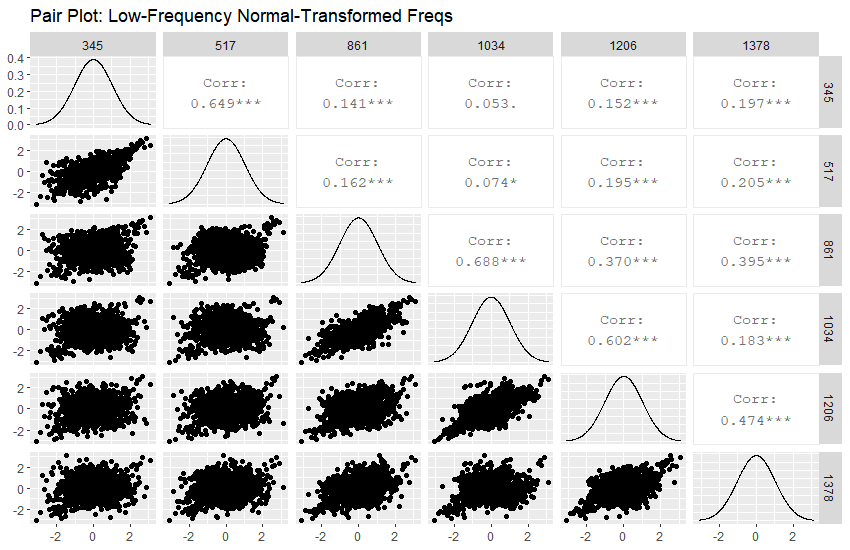 Pair Plot: Low-Frequency Normal-Transformed Freqs
345 517 861 1034 1206 1378
0.4
0.3
0.2
0.1
0.0
Corr:
0.649***
Corr:
0.141***
Corr:
0.053.
Corr:
0.152***
Corr:
0.197***
345
2
0
-2
Corr:
0.162***
Corr:
0.074*
Corr:
0.195***
Corr:
0.205***
517
2
0
-2
Corr:
0.688***
Corr:
0.370***
Corr:
0.395***
861
2
0
-2
Corr:
0.602***
Corr:
0.183***
1034
2
0
-2
Corr:
0.474***
1206
2
0
-2
1378
-2 0 2 -2 0 2 -2 0 2 -2 0 2 -2 0 2 -2 0 2